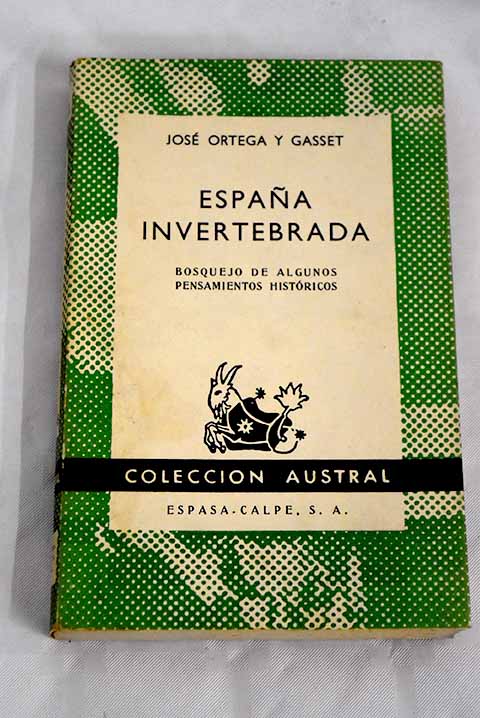 JOSÉ ORTEGA Y GASSET
ESPAÑA
INVERTEBRADA
BOSQUEJO DE ALGUNOS
PENSAMIENTOS HISTÓRICOS
COLECCION AUSTRAL
ESPASA-CALPE, S. A.